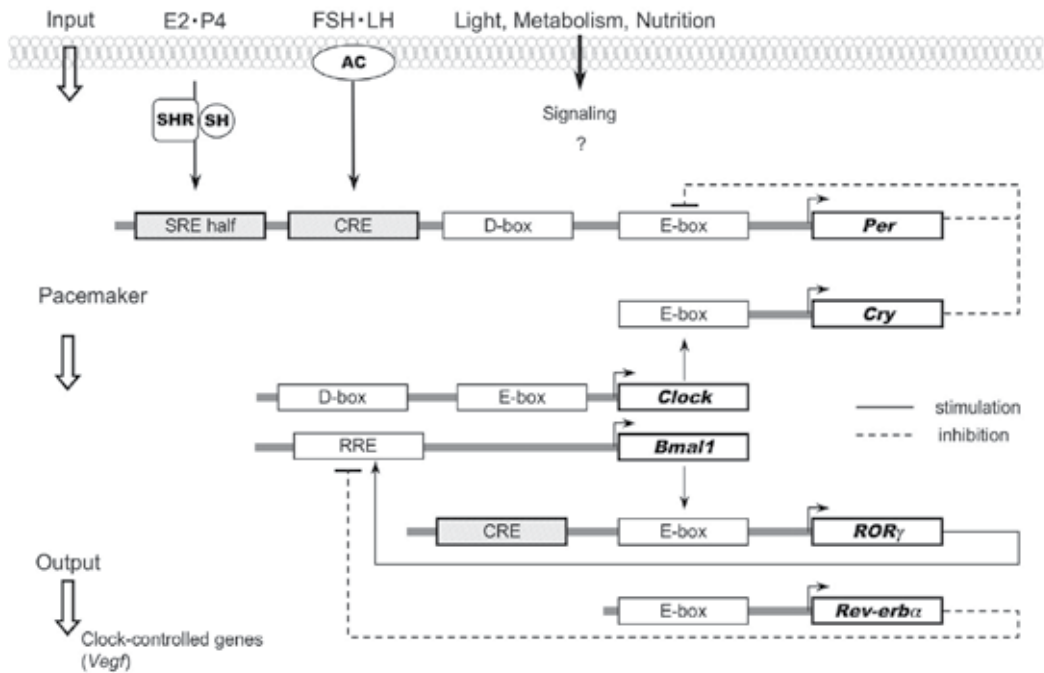 Input E2・P4 FSH・LH Light, Metabolism, Nutrition
AC
SHR SH
Signaling
?
SRE half CRE D-box E-box Per
Pacemaker
E-box Cry
D-box E-box Clock
stimulation
RRE Bmal1
inhibition
CRE E-box RORγ
Output
E-box Rev-erbα
Clock-controlled genes
(Vegf)